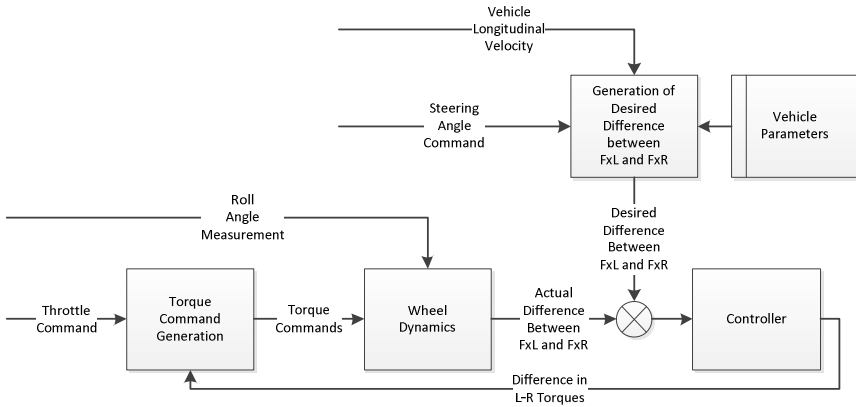 Vehicle
Longitudinal
Velocity
Generation of
Desired
Difference
between
FxL and FxR
Vehicle
Parameters
Steering
Angle
Command
Roll
Angle
Measurement
Desired
Difference
Between
FxL and FxR
Throttle
Command
Torque
Command
Generation
Torque
Commands
Wheel
Dynamics
Actual
Difference
Between
FxL and FxR
Controller
Difference in
L-R Torques